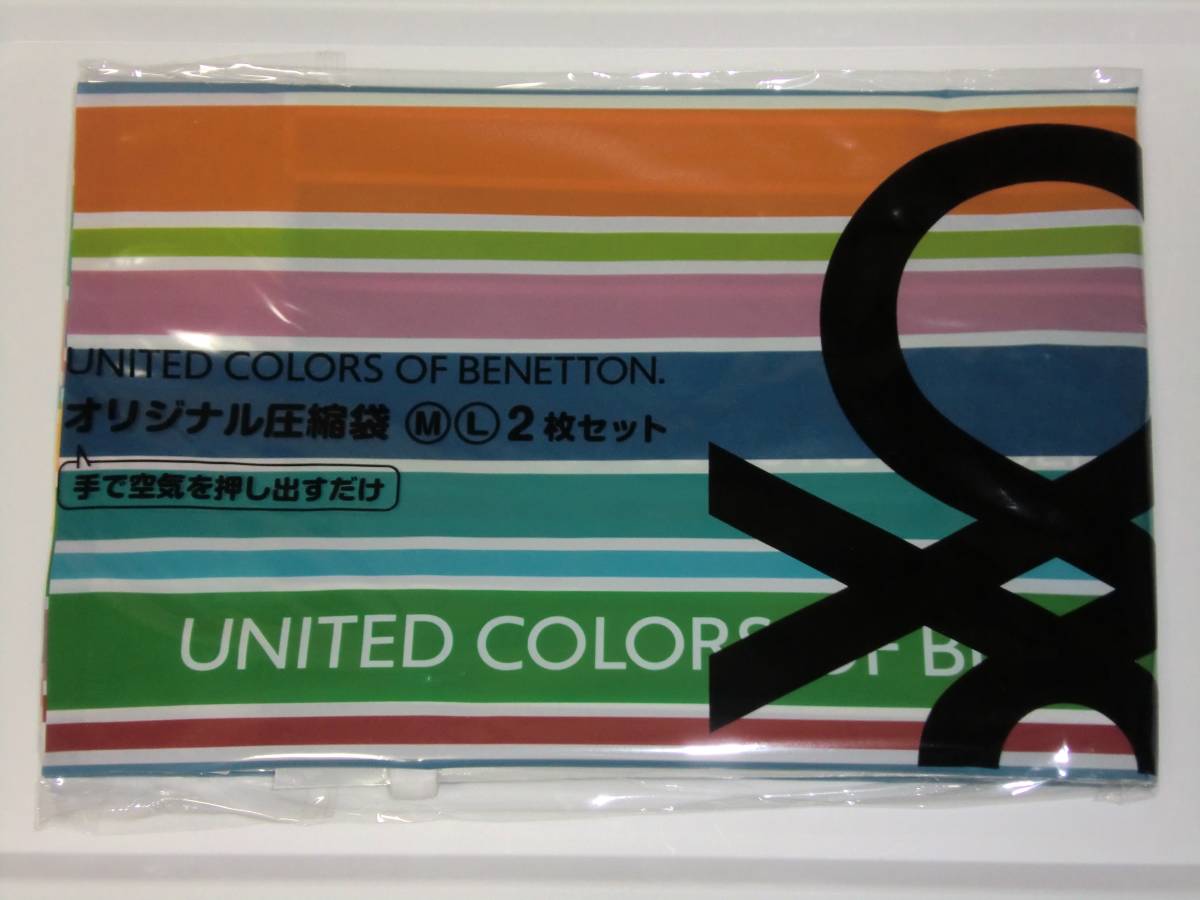 UNITED COLORS OF BENETTON.
オリジナル圧縮袋 Ⓜ Ⓛ 2枚セット
手で空気を押し出すだけ
UNITED COLORS OF B